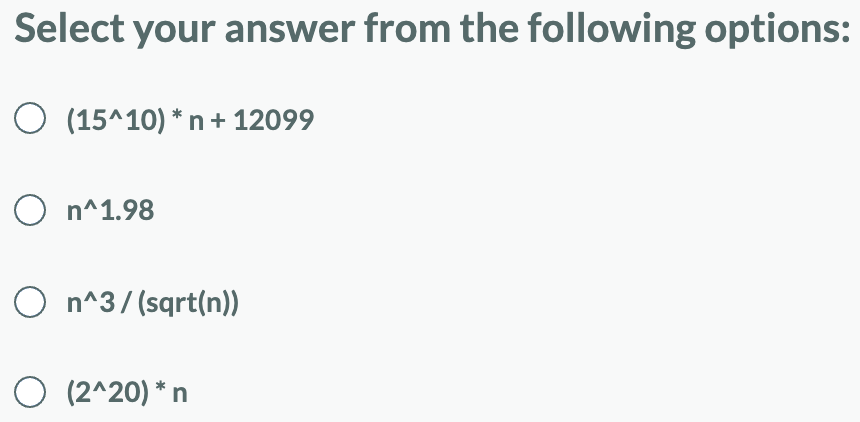 Select your answer from the following options:
(15^10) * n + 12099
n^1.98
n^3 / (sqrt(n))
(2^20) * n